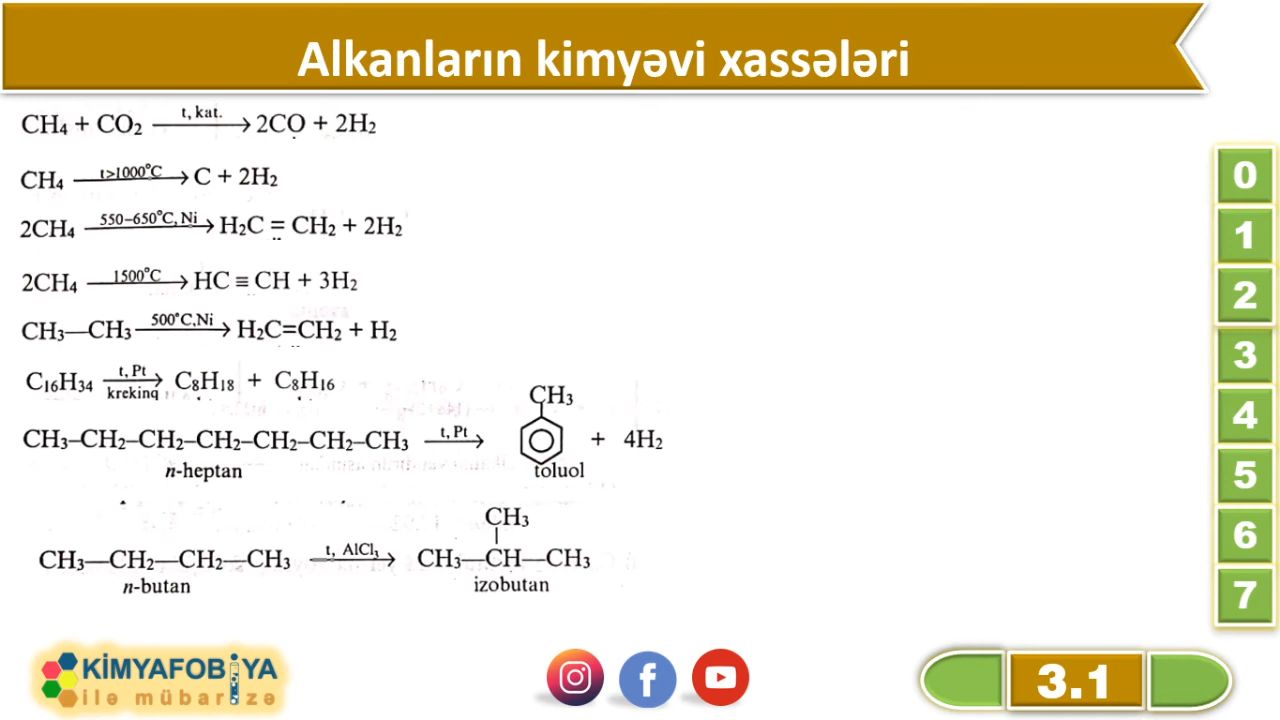 Alkanların kimyəvi xassələri
CH₄ + CO₂ t, kat. → 2CO + 2H₂
CH₄ t>1000°C → C + 2H₂
2CH₄ 550–650°C, Ni → H₂C = CH₂ + 2H₂
2CH₄ 1500°C → HC ≡ CH + 3H₂
CH₃—CH₃ 500°C,Ni → H₂C=CH₂ + H₂
C₁₆H₃₄ t, Pt → krekinq C₈H₁₈ + C₈H₁₆
CH₃
CH₃–CH₂–CH₂–CH₂–CH₂–CH₂–CH₃ t, Pt → + 4H₂
n-heptan toluol
CH₃
CH₃—CH₂—CH₂—CH₃ t, AlCl₃ → CH₃—CH—CH₃
n-butan izobutan
0
1
2
3
4
5
6
7
KİMYAFOBİYA
ilə mübarizə
3.1